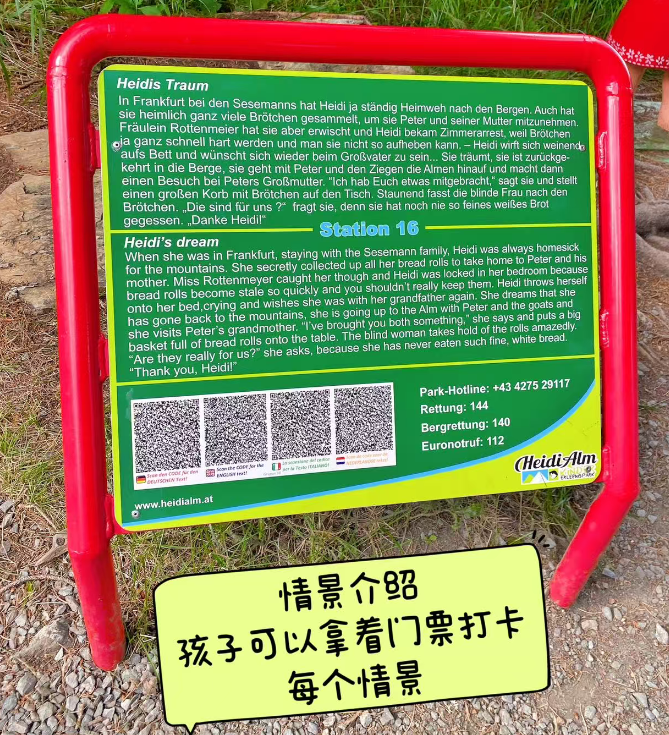 Heidis Traum
In Frankfurt bei den Sesemanns hat Heidi ja ständig Heimweh nach den Bergen. Auch hat
sie heimlich ganz viele Brötchen gesammelt, um sie Peter und seiner Mutter mitzunehmen.
Fräulein Rottenmeier hat sie aber erwischt und Heidi bekam Zimmerarrest, weil Brötchen
ja ganz schnell hart werden und man sie nicht so aufheben kann. – Heidi wirft sich weinend
aufs Bett und wünscht sich wieder beim Großvater zu sein... Sie träumt, sie ist zurückge-
kehrt in die Berge, sie geht mit Peter und den Ziegen die Almen hinauf und macht dann
einen Besuch bei Peters Großmutter. "Ich hab Euch etwas mitgebracht," sagt sie und stellt
einen großen Korb mit Brötchen auf den Tisch. Staunend fasst die blinde Frau nach den
Brötchen. „Die sind für uns ?“ fragt sie, denn sie hat noch nie so feines weißes Brot
gegessen. „Danke Heidi!“
Station 16
Heidi's dream
When she was in Frankfurt, staying with the Sesemann family, Heidi was always homesick
for the mountains. She secretly collected up all her bread rolls to take home to Peter and his
mother. Miss Rottenmeyer caught her though and Heidi was locked in her bedroom because
bread rolls become stale so quickly and you shouldn't really keep them. Heidi throws herself
onto her bed,crying and wishes she was with her grandfather again. She dreams that she
has gone back to the mountains, she is going up to the Alm with Peter and the goats and
she visits Peter's grandmother. “I've brought you both something,” she says and puts a big
basket full of bread rolls onto the table. The blind woman takes hold of the rolls amazedly.
“Are they really for us?” she asks, because she has never eaten such fine, white bread.
“Thank you, Heidi!”
Park-Hotline: +43 4275 29117
Rettung: 144
Bergrettung: 140
Euronotruf: 112
Scan den CODE für den
DEUTSCHEN Text!
Scan the CODE for the
ENGLISH text!
HeidiAlm
www.heidialm.at
情景介绍
孩子可以拿着门票打卡
每个情景